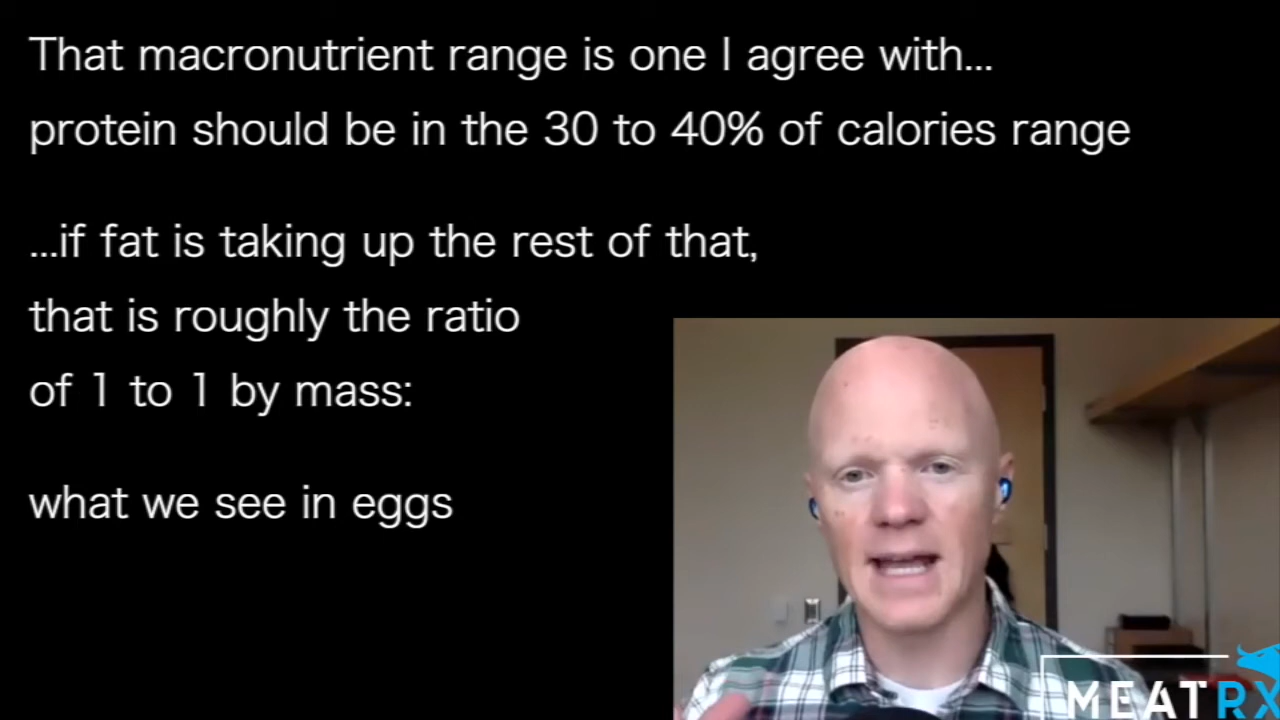 That macronutrient range is one I agree with...
protein should be in the 30 to 40% of calories range
...if fat is taking up the rest of that,
that is roughly the ratio
of 1 to 1 by mass:
what we see in eggs
MEATRX